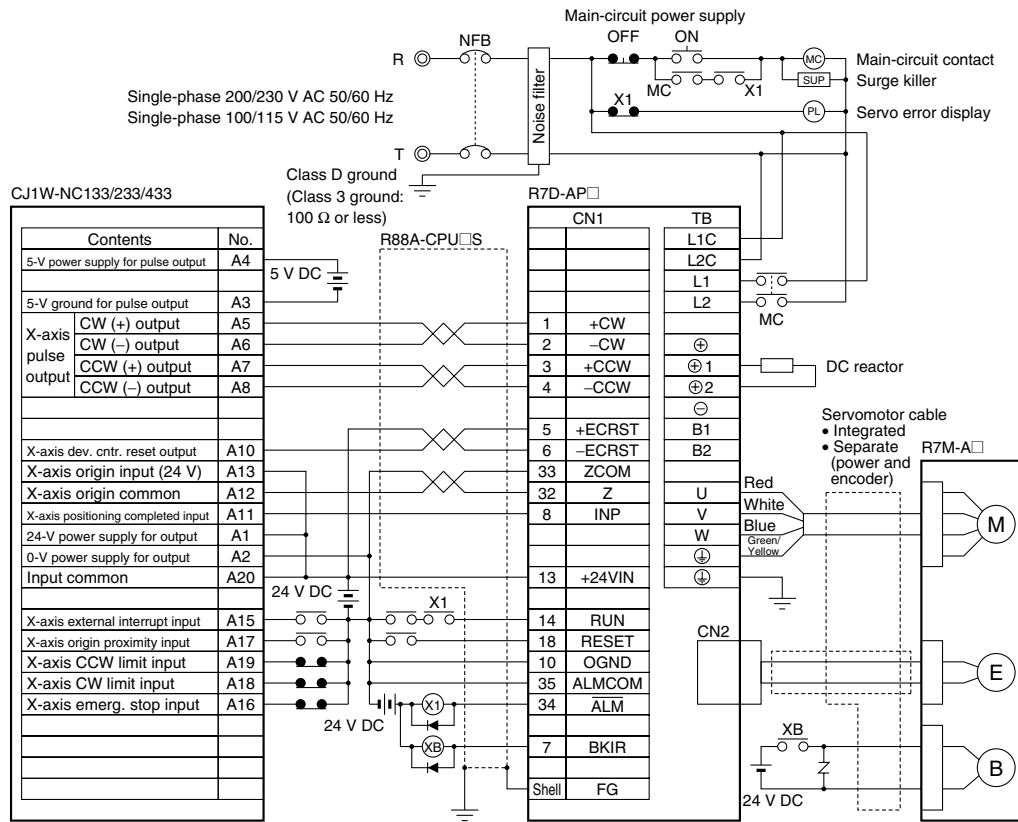 Main-circuit power supply
OFF ON
R NFB
MC Main-circuit contact
SUP Surge killer
MC X1
X1
PL Servo error display
Noise filter
Single-phase 200/230 V AC 50/60 Hz
Single-phase 100/115 V AC 50/60 Hz
T
Class D ground
(Class 3 ground:
100 Ω or less)
CJ1W-NC133/233/433
R7D-AP□
R88A-CPU□S
Contents No.
5-V power supply for pulse output A4
5 V DC
5-V ground for pulse output A3
X-axis pulse output
CW (+) output A5
CW (−) output A6
CCW (+) output A7
CCW (−) output A8
X-axis dev. cntr. reset output A10
X-axis origin input (24 V) A13
X-axis origin common A12
X-axis positioning completed input A11
24-V power supply for output A1
0-V power supply for output A2
Input common A20
24 V DC
X-axis external interrupt input A15
X-axis origin proximity input A17
X-axis CCW limit input A19
X-axis CW limit input A18
X-axis emerg. stop input A16
X1
24 V DC
X1
XB
CN1
1 +CW
2 −CW
3 +CCW
4 −CCW
5 +ECRST
6 −ECRST
33 ZCOM
32 Z
8 INP
13 +24VIN
14 RUN
18 RESET
10 OGND
35 ALMCOM
34 A̅L̅M̅
7 BKIR
Shell FG
TB
L1C
L2C
L1
L2
MC
⊕
⊕ 1
⊕ 2
DC reactor
⊖
B1
B2
U
V
W
Red
White
Blue
Green/
Yellow
CN2
Servomotor cable
• Integrated
• Separate
(power and
encoder)
R7M-A□
M
E
XB
24 V DC
B